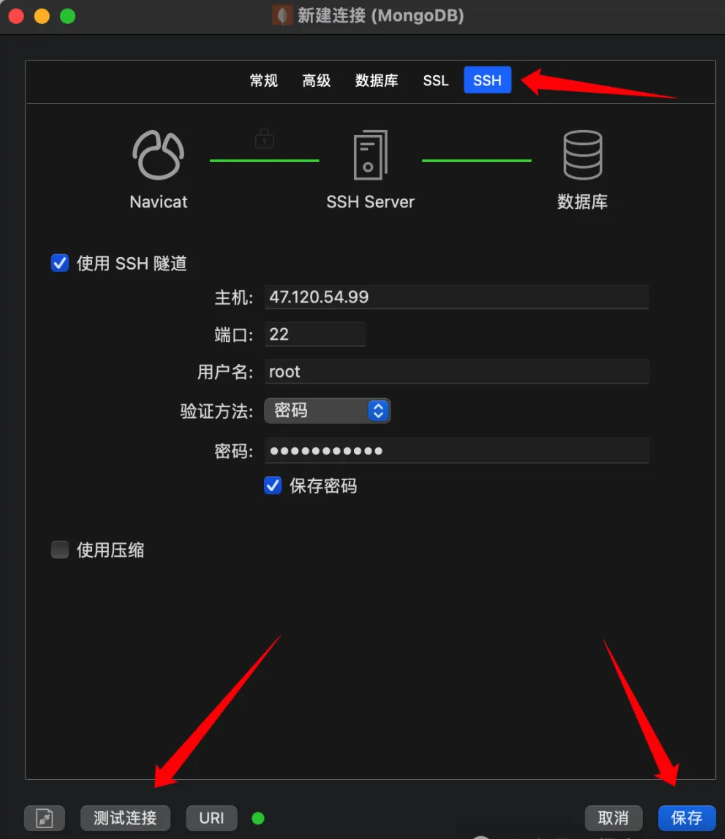 新建连接 (MongoDB)
常规 高级 数据库 SSL SSH
Navicat SSH Server 数据库
使用 SSH 隧道
主机: 47.120.54.99
端口: 22
用户名: root
验证方法: 密码
密码: ●●●●●●●●●●●
保存密码
使用压缩
测试连接 URI 取消 保存